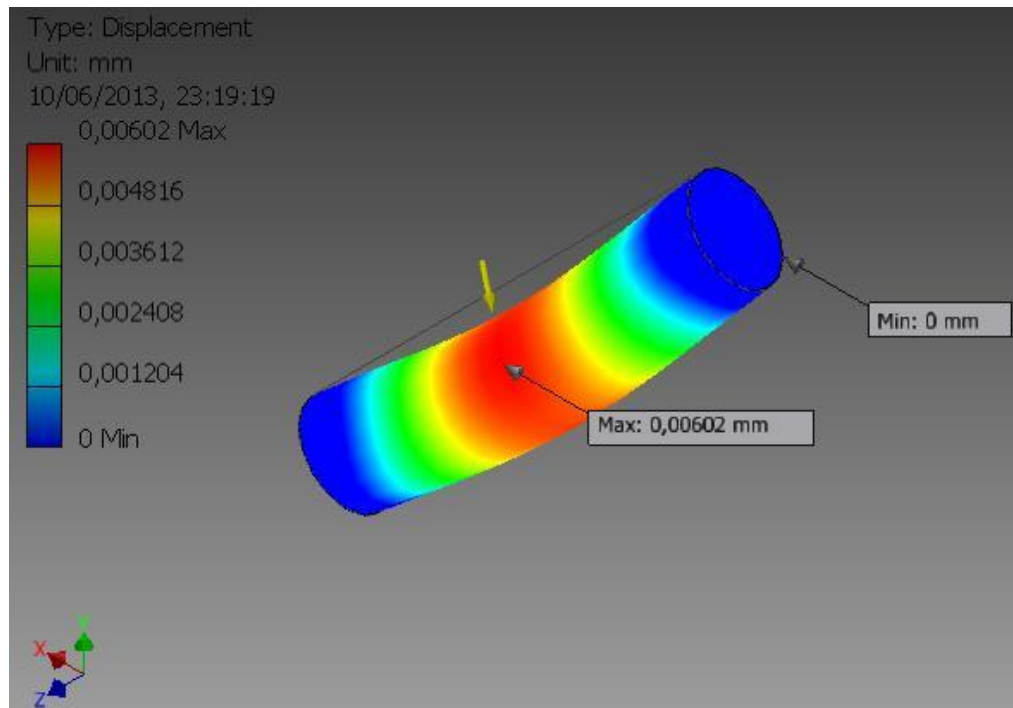 Type: Displacement
Unit: mm
10/06/2013, 23:19:19
0,00602 Max
0,004816
0,003612
0,002408
0,001204
0 Min
Min: 0 mm
Max: 0,00602 mm
Y
X
Z